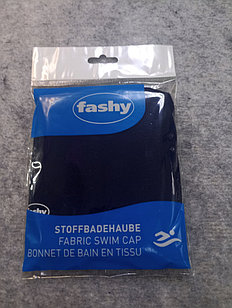 fashy
fashy
STOFFBADEHAUBE
FABRIC SWIM CAP
BONNET DE BAIN EN TISSU